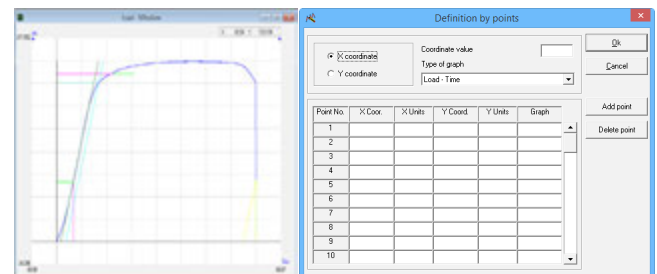 Definition by points
X coordinate
Y coordinate
Coordinate value
Type of graph
Load - Time
Ok
Cancel
Add point
Delete point
Point No. X Coor. X Units Y Coord. Y Units Graph
1
2
3
4
5
6
7
8
9
10